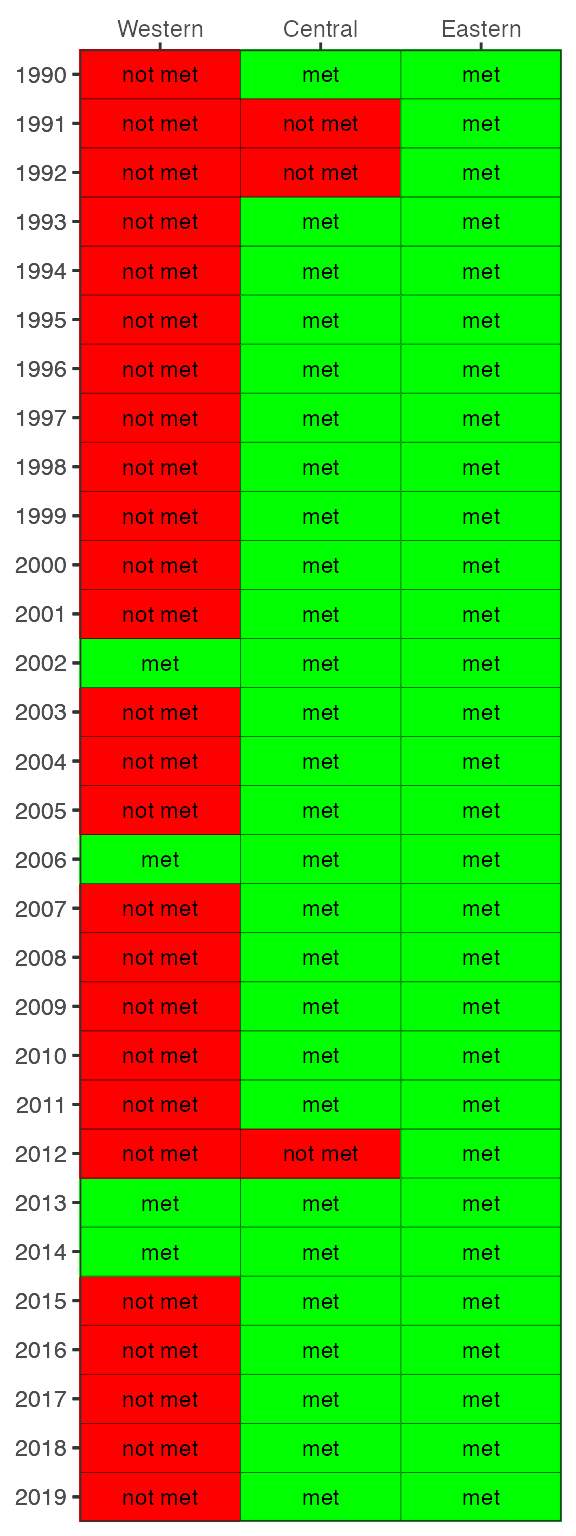 Western Central Eastern
1990 not met met met
1991 not met not met met
1992 not met not met met
1993 not met met met
1994 not met met met
1995 not met met met
1996 not met met met
1997 not met met met
1998 not met met met
1999 not met met met
2000 not met met met
2001 not met met met
2002 met met met
2003 not met met met
2004 not met met met
2005 not met met met
2006 met met met
2007 not met met met
2008 not met met met
2009 not met met met
2010 not met met met
2011 not met met met
2012 not met not met met
2013 met met met
2014 met met met
2015 not met met met
2016 not met met met
2017 not met met met
2018 not met met met
2019 not met met met